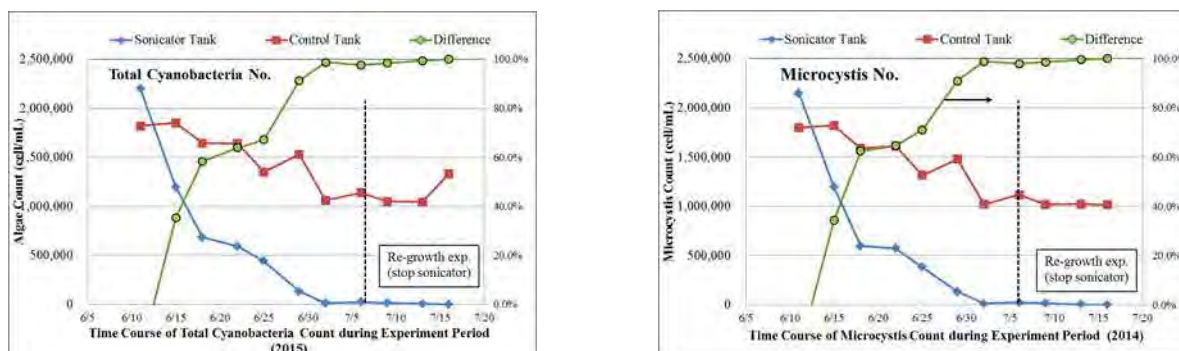 Sonicator Tank Control Tank Difference
Total Cyanobacteria No.
Algae Count (cell/mL)
2,500,000
2,000,000
1,500,000
1,000,000
500,000
0
100.0%
80.0%
60.0%
40.0%
20.0%
0.0%
Re-growth exp.
(stop sonicator)
6/5 6/10 6/15 6/20 6/25 6/30 7/5 7/10 7/15 7/20
Time Course of Total Cyanobacteria Count during Experiment Period
(2015)
Sonicator Tank Control Tank Difference
Microcystis No.
Microcystis Count (cell/mL)
2,500,000
2,000,000
1,500,000
1,000,000
500,000
0
100.0%
80.0%
60.0%
40.0%
20.0%
0.0%
Re-growth exp.
(stop sonicator)
6/5 6/10 6/15 6/20 6/25 6/30 7/5 7/10 7/15 7/20
Time Course of Microcystis Count during Experiment Period (2014)